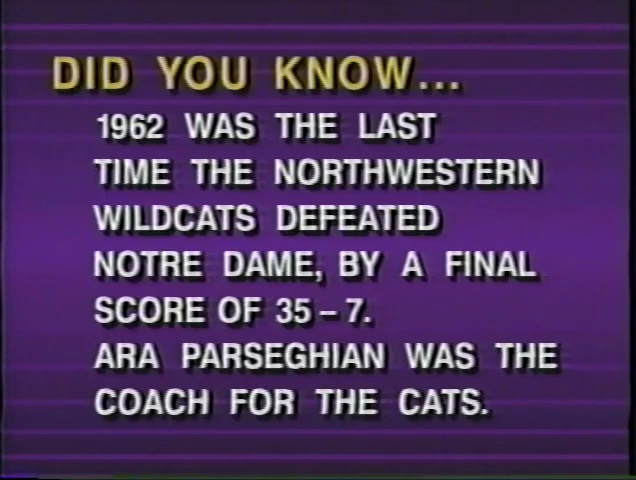 DID YOU KNOW...
1962 WAS THE LAST
TIME THE NORTHWESTERN
WILDCATS DEFEATED
NOTRE DAME, BY A FINAL
SCORE OF 35 – 7.
ARA PARSEGHIAN WAS THE
COACH FOR THE CATS.